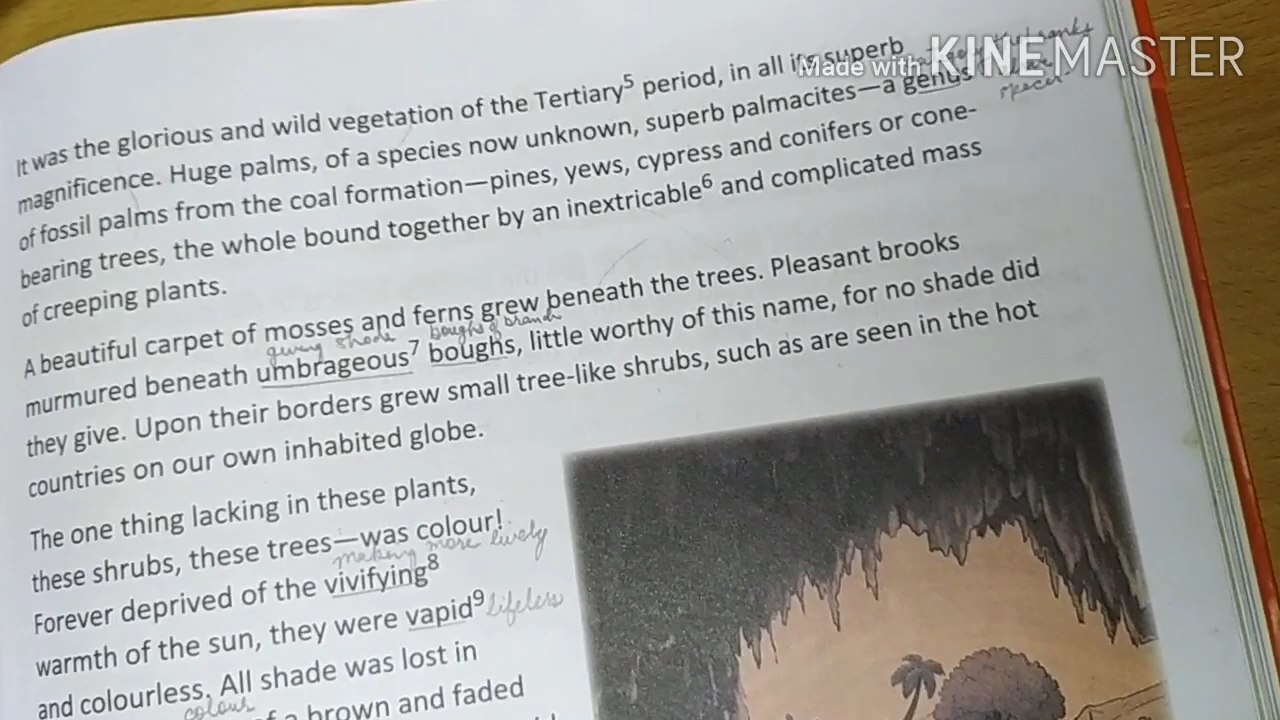 Made with KINEMASTER
It was the glorious and wild vegetation of the Tertiary5 period, in all its superb
magnificence. Huge palms, of a species now unknown, superb palmacites—a genus
of fossil palms from the coal formation—pines, yews, cypress and conifers or cone-
bearing trees, the whole bound together by an inextricable6 and complicated mass
of creeping plants.
A beautiful carpet of mosses and ferns grew beneath the trees. Pleasant brooks
giving shade boughs
murmured beneath umbrageous7 boughs, little worthy of this name, for no shade did
they give. Upon their borders grew small tree-like shrubs, such as are seen in the hot
countries on our own inhabited globe.
The one thing lacking in these plants,
these shrubs, these trees—was colour!
making more lively
Forever deprived of the vivifying8
warmth of the sun, they were vapid9 lifeless
and colourless. All shade was lost in
colour
brown and faded